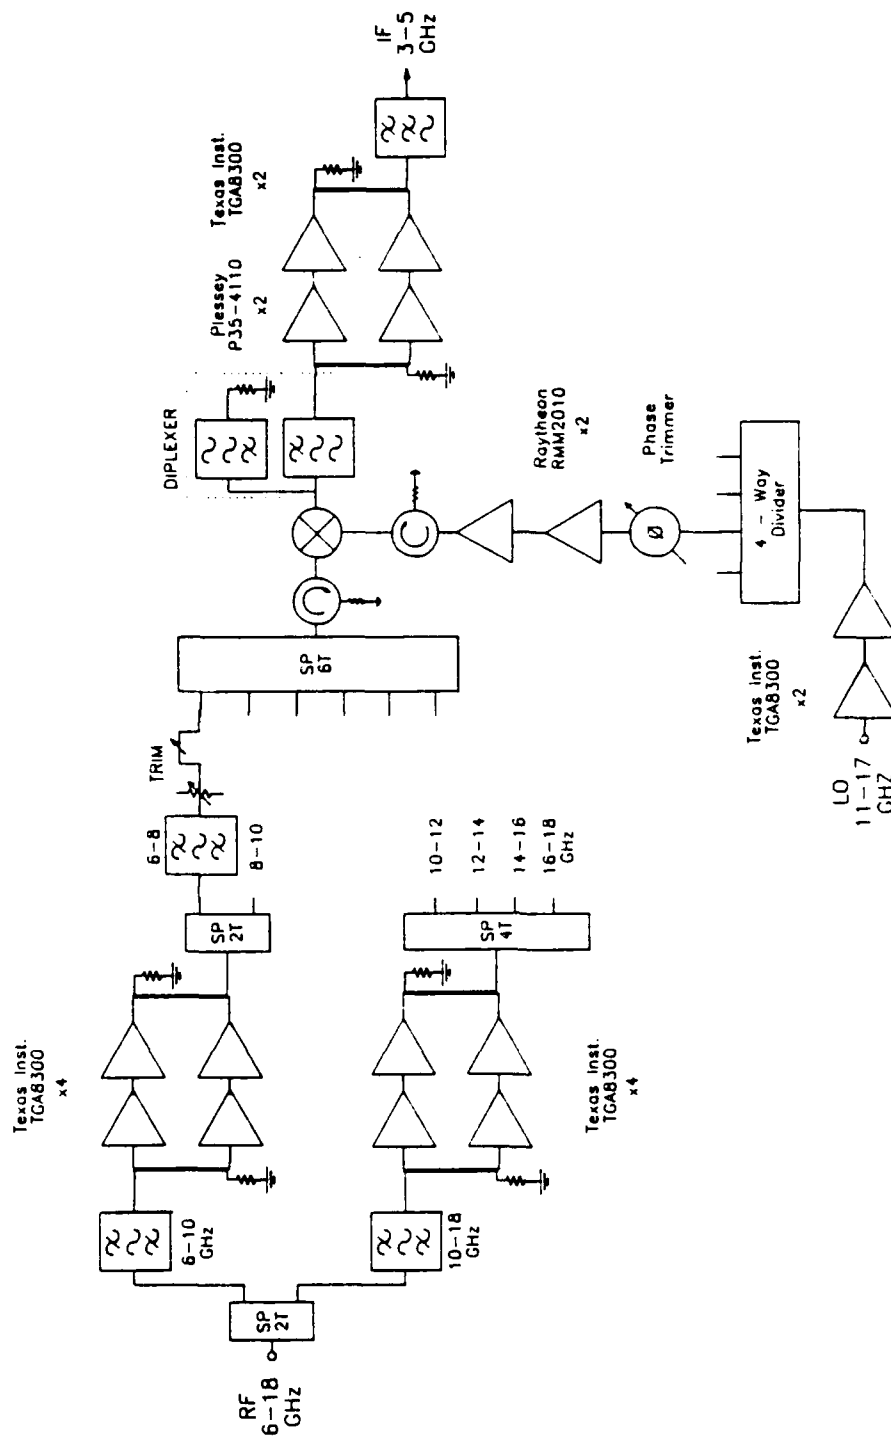 RF
6-18
GHz
SP
2T
6-10
GHz
10-18
GHz
Texas Inst.
TGA8300
x4
Texas Inst.
TGA8300
x4
SP
2T
SP
4T
6-8
8-10
10-12
12-14
14-16
16-18
GHz
TRIM
SP
6T
DIPLEXER
Plessey
P35-4110
x2
Texas Inst.
TGA8300
x2
IF
3-5
GHz
Raytheon
RMM2010
x2
Phase
Trimmer
Ø
4 - Way
Divider
Texas Inst.
TGA8300
x2
LO
11-17
GHZ